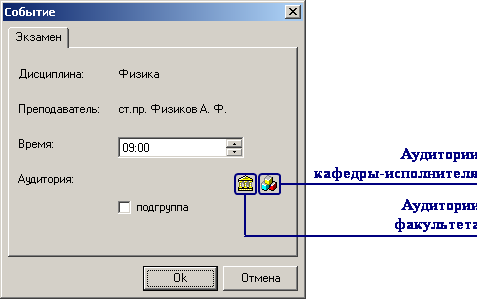 Событие
Экзамен
Дисциплина: Физика
Преподаватель: ст.пр. Физиков А. Ф.
Время: 09:00
Аудитория:
подгруппа
Ok Отмена
Аудитории
кафедры-исполнителя
Аудитории
факультета